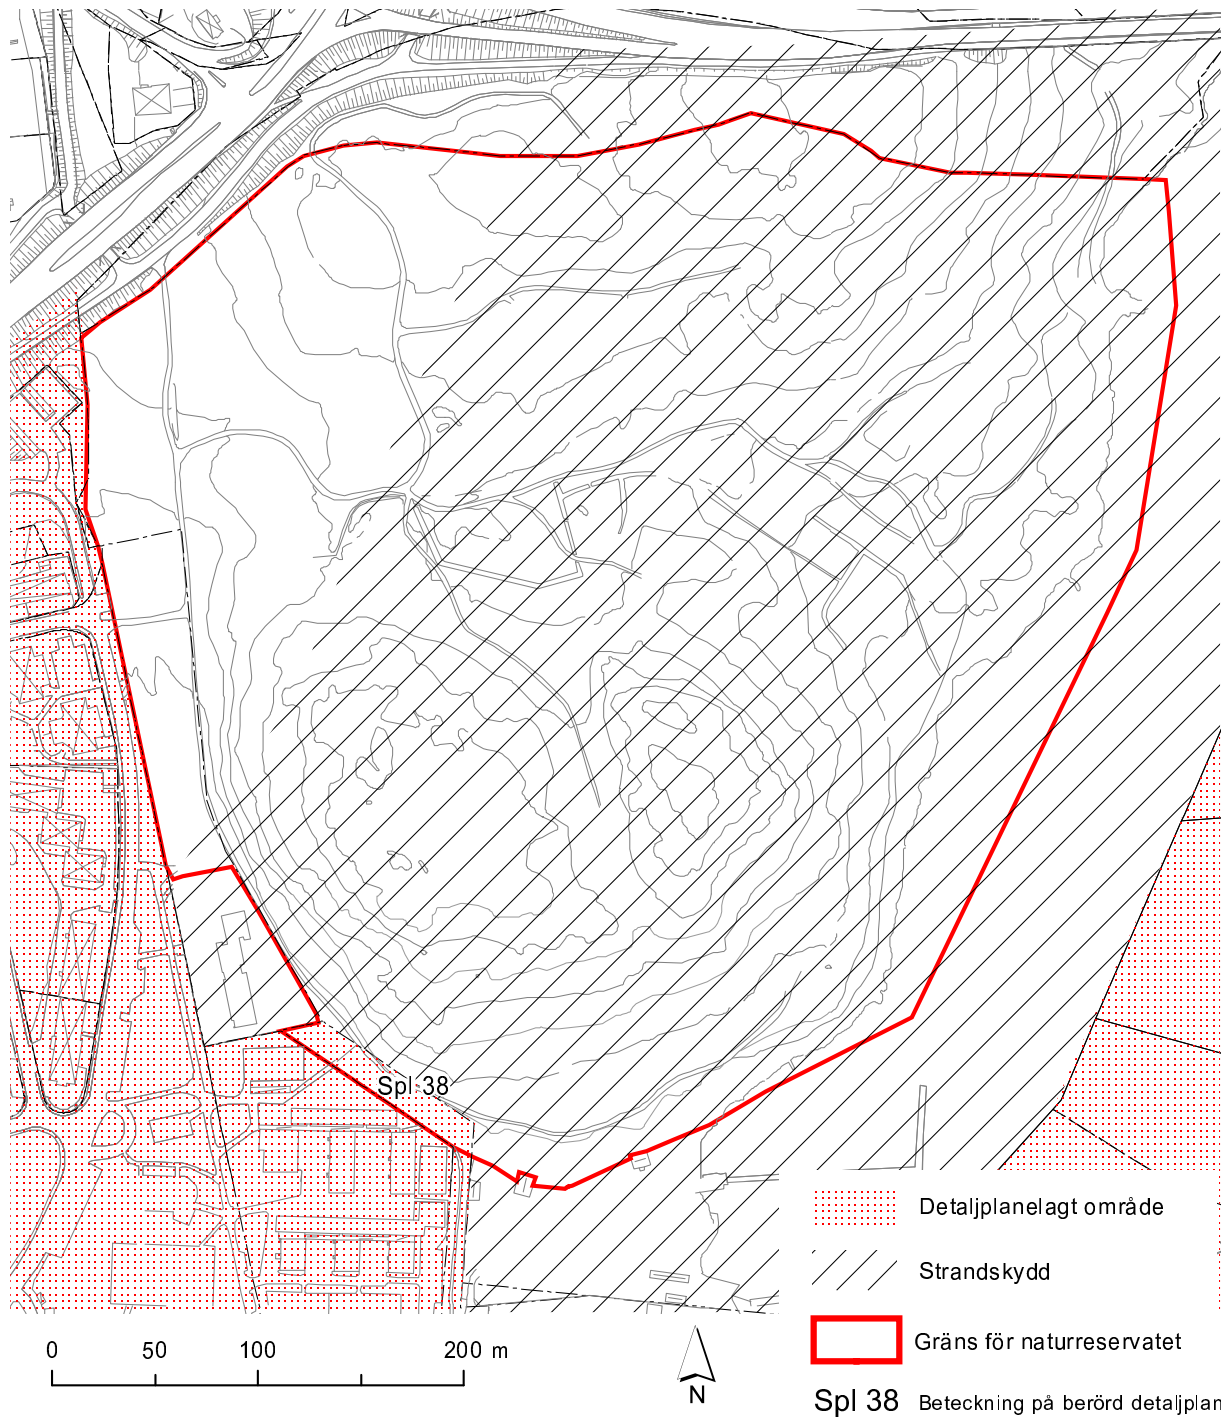 Spl 38
Detaljplanelagt område
Strandskydd
Gräns för naturreservatet
Spl 38 Beteckning på berörd detaljplan
0 50 100 200 m
N